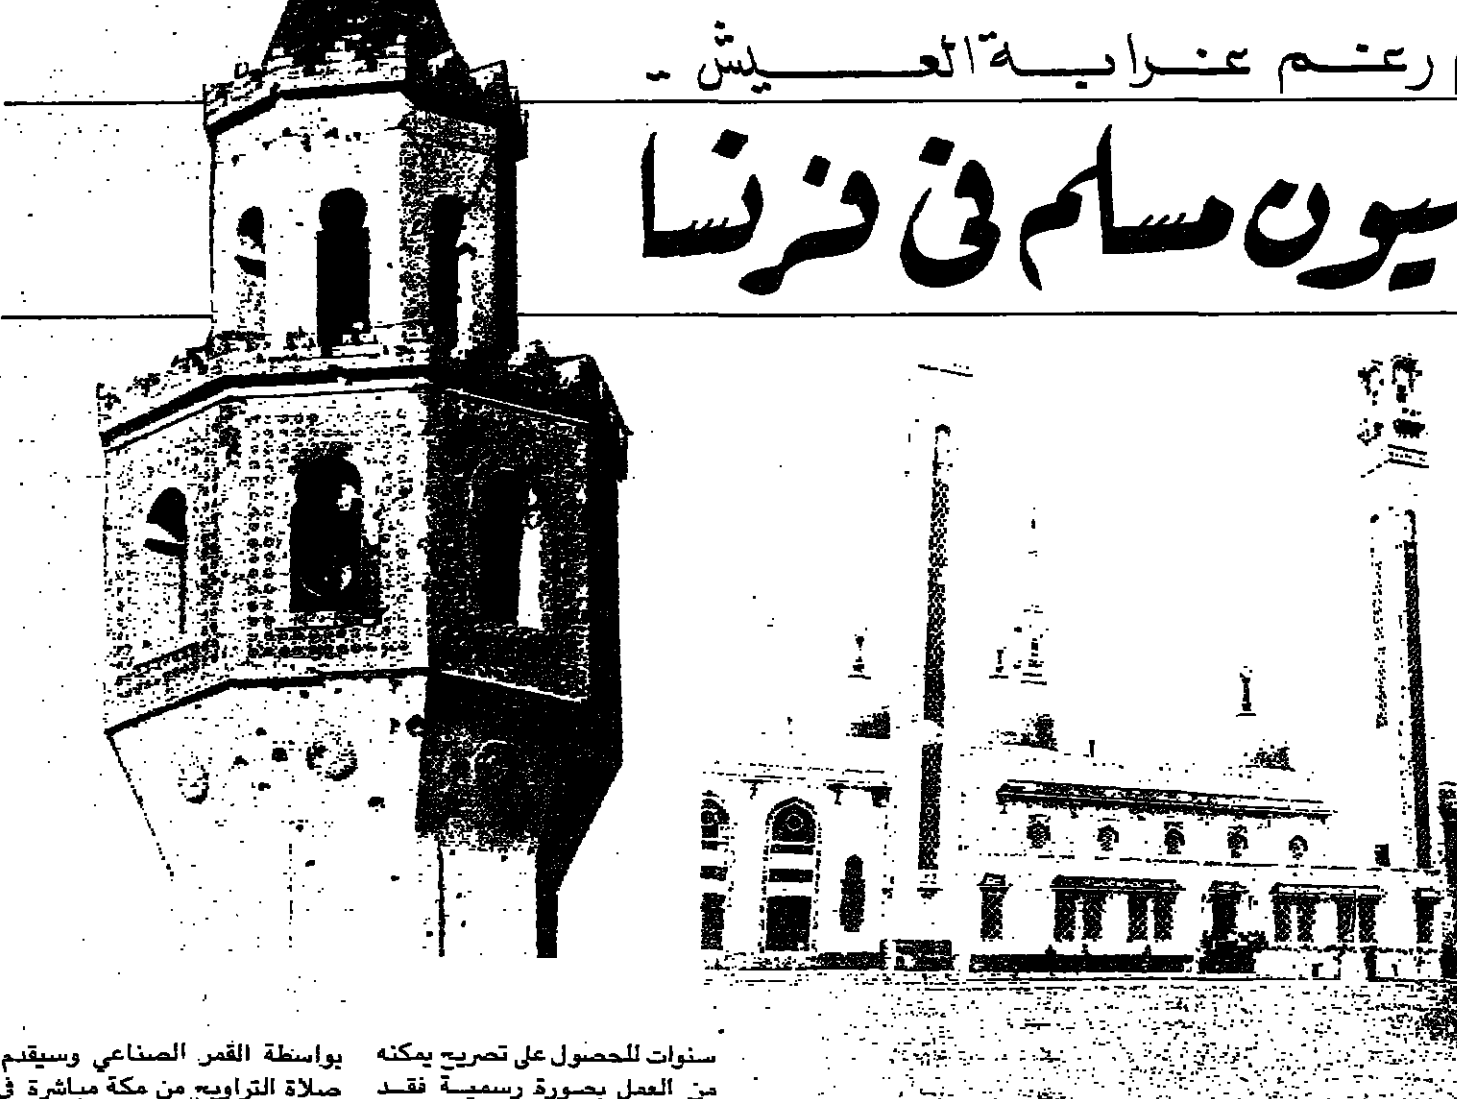 رغم غرابة العيش -
ـيون مسلم في فرنسا
سنوات للحصول على تصريح يمكنه
من العمل بصورة رسمية فقد
بواسطة القمر الصناعي وسيقدم
صلاة التراويح من مكة مباشرة في